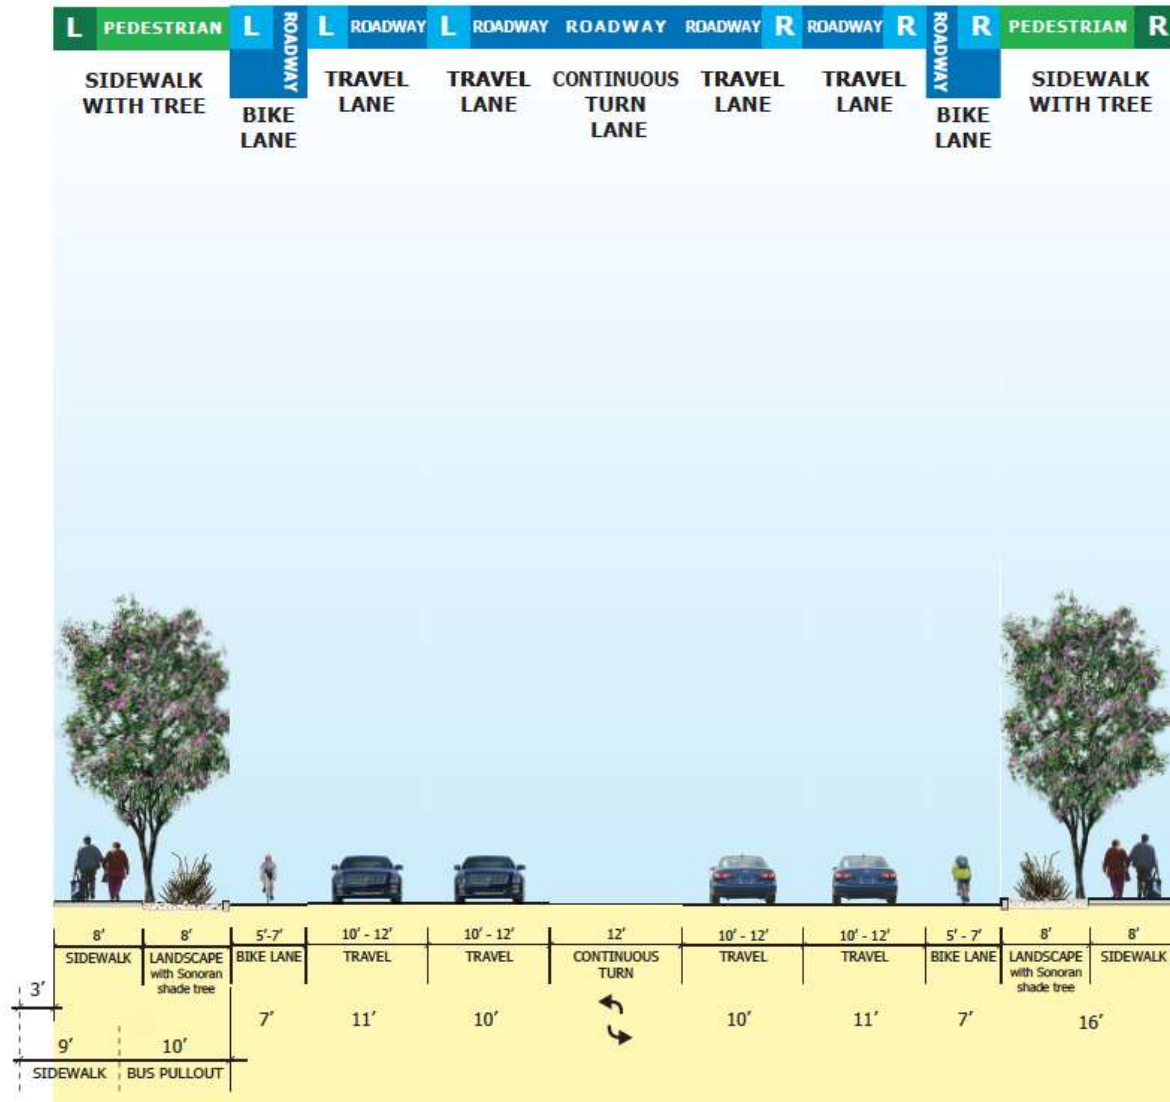 L PEDESTRIAN L ROADWAY L ROADWAY L ROADWAY ROADWAY ROADWAY R ROADWAY R ROADWAY R PEDESTRIAN R
SIDEWALK
WITH TREE
BIKE
LANE
TRAVEL
LANE
TRAVEL
LANE
CONTINUOUS
TURN
LANE
TRAVEL
LANE
TRAVEL
LANE
BIKE
LANE
SIDEWALK
WITH TREE
8' 8' 5'-7' 10' - 12' 10' - 12' 12' 10' - 12' 10' - 12' 5' - 7' 8' 8'
SIDEWALK
LANDSCAPE
with Sonoran
shade tree
BIKE LANE
TRAVEL
TRAVEL
CONTINUOUS
TURN
TRAVEL
TRAVEL
BIKE LANE
LANDSCAPE
with Sonoran
shade tree
SIDEWALK
3'
7' 11' 10' 10' 11' 7' 16'
9' 10'
SIDEWALK BUS PULLOUT